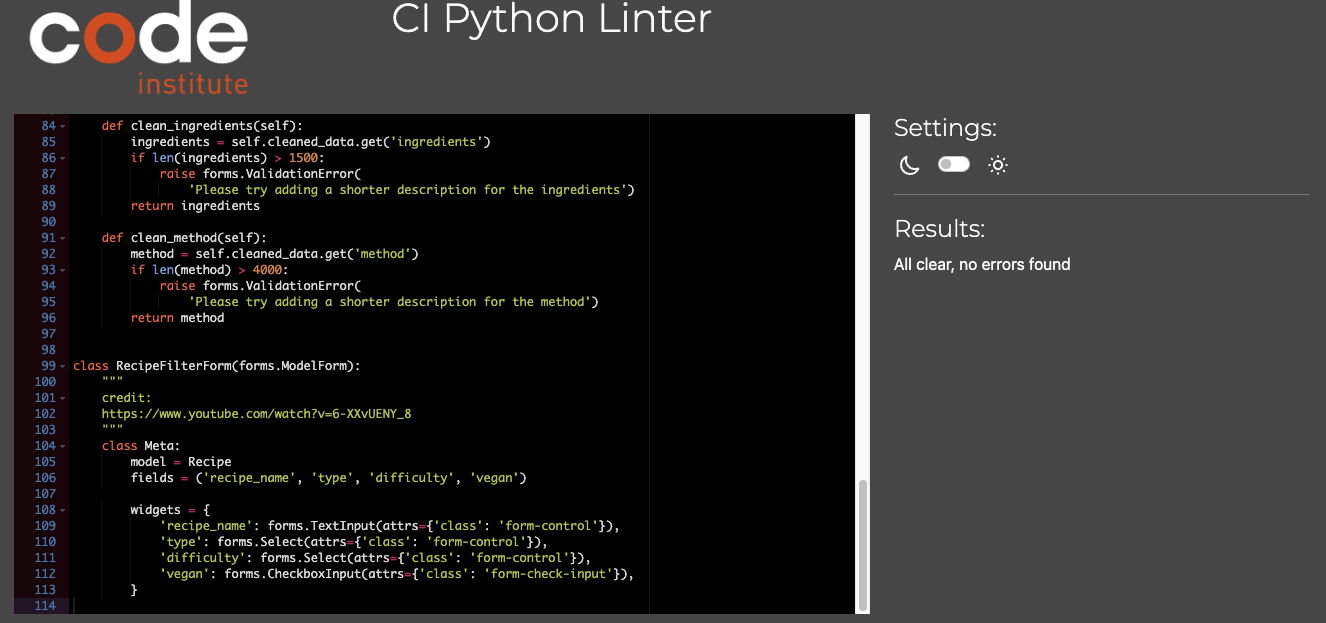 code
institute
CI Python Linter
84 def clean_ingredients(self):
85 ingredients = self.cleaned_data.get('ingredients')
86 if len(ingredients) > 1500:
87 raise forms.ValidationError(
88 'Please try adding a shorter description for the ingredients')
89 return ingredients
90
91 def clean_method(self):
92 method = self.cleaned_data.get('method')
93 if len(method) > 4000:
94 raise forms.ValidationError(
95 'Please try adding a shorter description for the method')
96 return method
97
98
99 class RecipeFilterForm(forms.ModelForm):
100 """
101 credit:
102 https://www.youtube.com/watch?v=6-XXvUENY_8
103 """
104 class Meta:
105 model = Recipe
106 fields = ('recipe_name', 'type', 'difficulty', 'vegan')
107
108 widgets = {
109 'recipe_name': forms.TextInput(attrs={'class': 'form-control'}),
110 'type': forms.Select(attrs={'class': 'form-control'}),
111 'difficulty': forms.Select(attrs={'class': 'form-control'}),
112 'vegan': forms.CheckboxInput(attrs={'class': 'form-check-input'}),
113 }
114
Settings:
Results:
All clear, no errors found